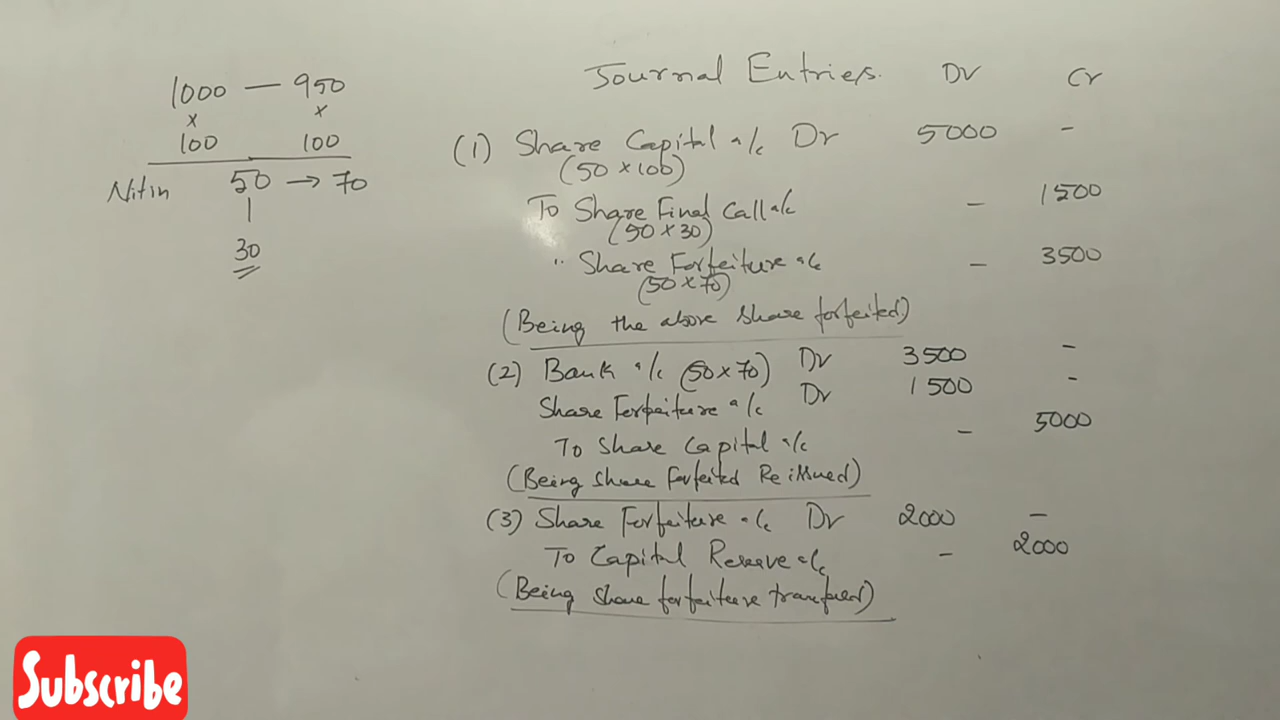 1000 — 950
x x
100 100
Nitin 50 → 70
30
Journal Entries. Dr Cr
(1) Share Capital a/c Dr 5000 -
(50 x 100)
To Share Final Call a/c - 1500
(50 x 30)
" Share Forfeiture a/c - 3500
(50 x 70)
(Being the above share forfeited)
(2) Bank a/c (50 x 70) Dr 3500 -
Share Forfeiture a/c Dr 1500 -
To Share Capital a/c - 5000
(Being share forfeited Reissued)
(3) Share Forfeiture a/c Dr 2000 -
To Capital Reserve a/c - 2000
(Being share forfeiture transfered)
Subscribe